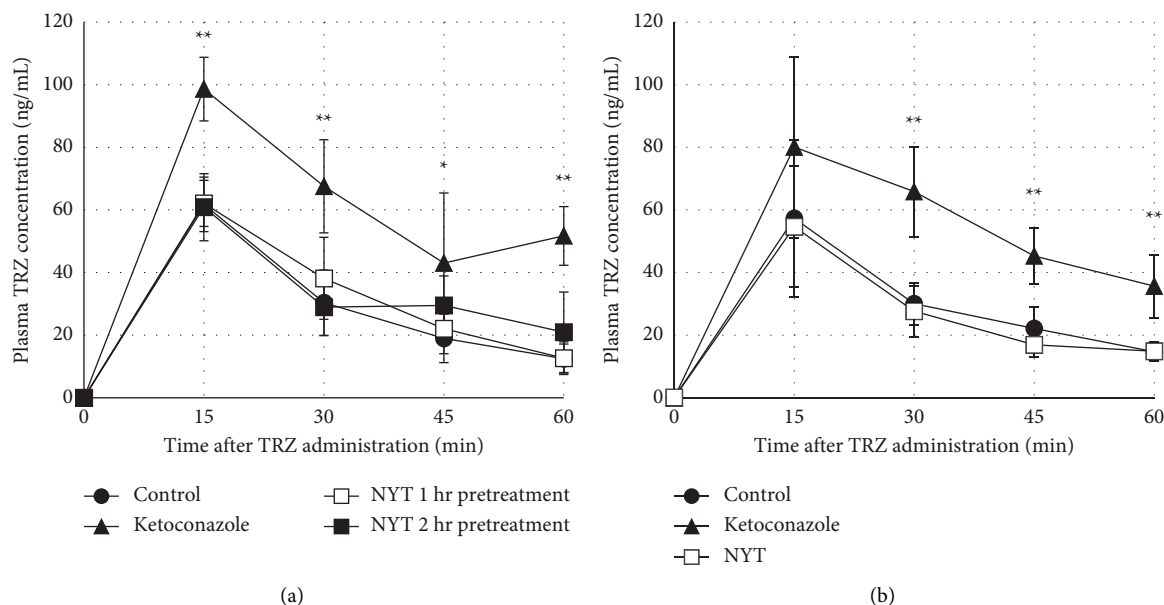 120
100
80
60
40
20
0
Plasma TRZ concentration (ng/mL)
**
**
*
**
0 15 30 45 60
Time after TRZ administration (min)
Control
Ketoconazole
NYT 1 hr pretreatment
NYT 2 hr pretreatment
(a)
120
100
80
60
40
20
0
Plasma TRZ concentration (ng/mL)
**
**
**
0 15 30 45 60
Time after TRZ administration (min)
Control
Ketoconazole
NYT
(b)